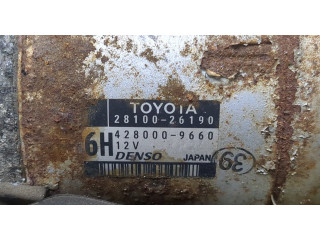 TOYOTA
28100-26190
6H 428000-9660
12V
DENSO JAPAN
39